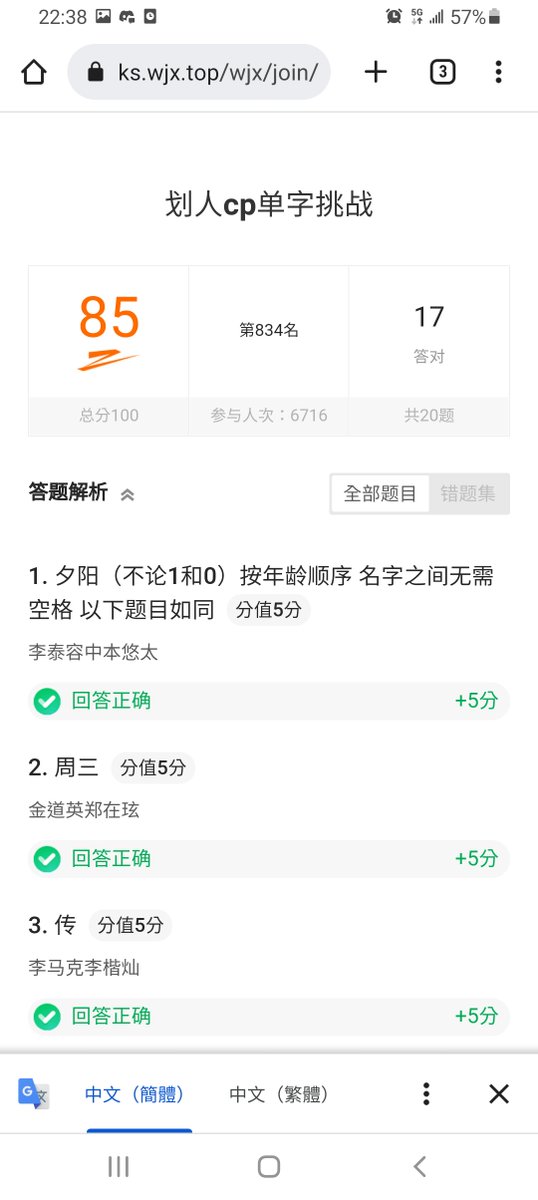 22:38
5G
57%
ks.wjx.top/wjx/join/
3
划人cp单字挑战
85
第834名
17
答对
总分100
参与人次：6716
共20题
答题解析
全部题目
错题集
1. 夕阳（不论1和0）按年龄顺序 名字之间无需
空格 以下题目如同 分值5分
李泰容中本悠太
回答正确
+5分
2. 周三 分值5分
金道英郑在玹
回答正确
+5分
3. 传 分值5分
李马克李楷灿
回答正确
+5分
G 文
中文（簡體）
中文（繁體）